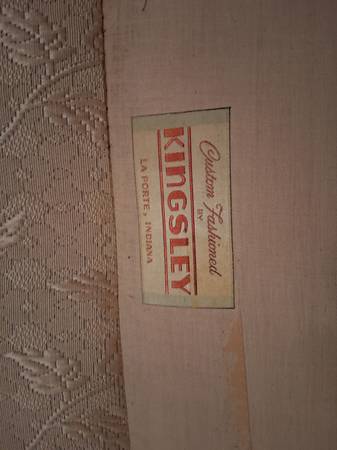 Custom Fashioned
BY
KINGSLEY
LA PORTE, INDIANA